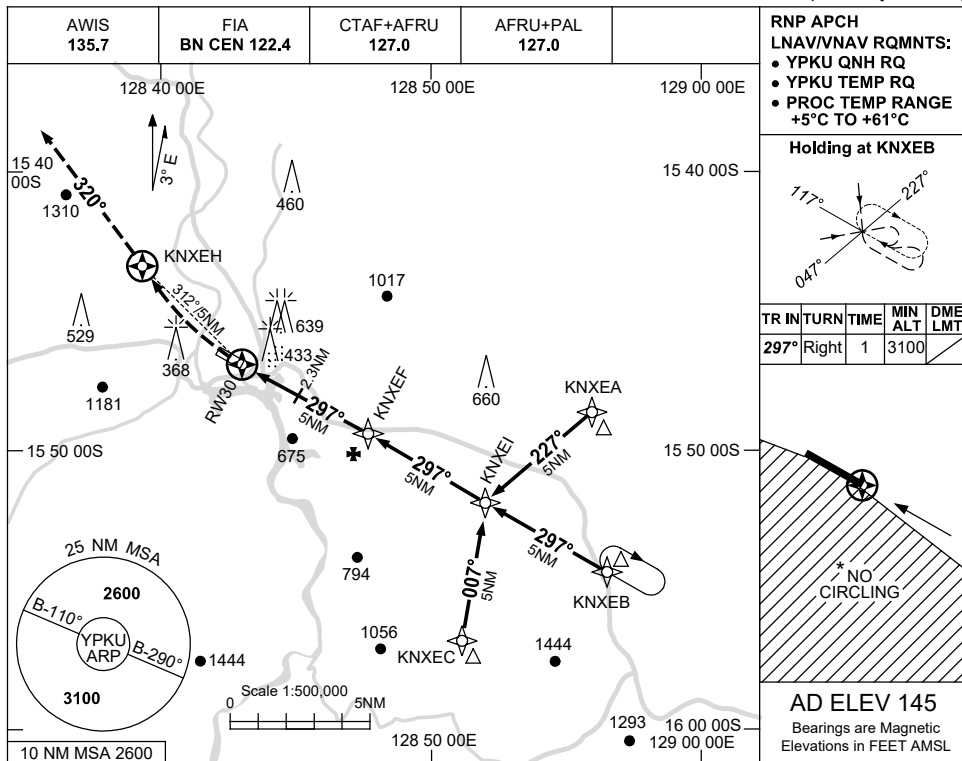 AWIS
135.7
FIA
BN CEN 122.4
CTAF+AFRU
127.0
AFRU+PAL
127.0
RNP APCH
LNAV/VNAV RQMNTS:
• YPKU QNH RQ
• YPKU TEMP RQ
• PROC TEMP RANGE
+5°C TO +61°C
128 40 00E
128 50 00E
129 00 00E
15 40
00S
15 40 00S
320°
3° E
1310
460
KNXEH
1017
312°/5NM
529
639
433
368
2.3NM
RW30
KNXEF
660
KNXEA
1181
297°
5NM
675
15 50 00S
15 50 00S
KNXEI
227°
5NM
297°
5NM
297°
5NM
794
007°
5NM
KNXEB
1056
KNXEC
1444
1444
25 NM MSA
2600
B-110°
YPKU
ARP
B-290°
3100
10 NM MSA 2600
Scale 1:500,000
0
5NM
128 50 00E
1293
16 00 00S
129 00 00E
Holding at KNXEB
117°
227°
047°
TR IN
TURN
TIME
MIN
ALT
DME
LMT
297°
Right
1
3100
* NO
CIRCLING
AD ELEV 145
Bearings are Magnetic
Elevations in FEET AMSL